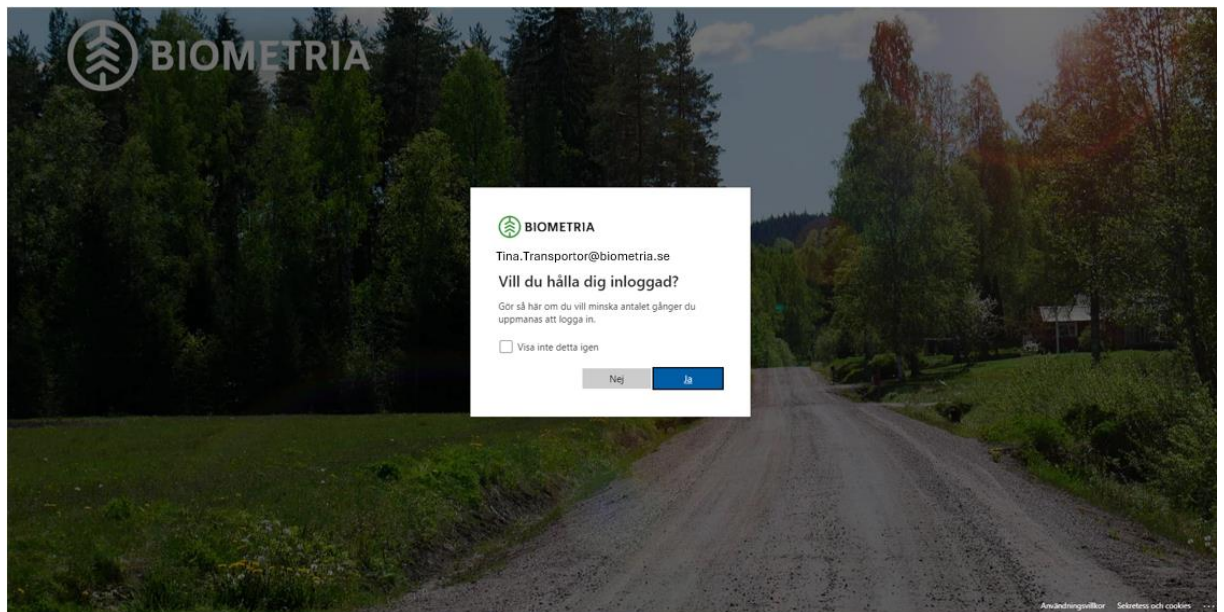 BIOMETRIA
BIOMETRIA
Tina.Transportor@biometria.se
Vill du hålla dig inloggad?
Gör så här om du vill minska antalet gånger du
uppmanas att logga in.
Visa inte detta igen
Nej Ja
Användningsvillkor Sekretess och cookies ...